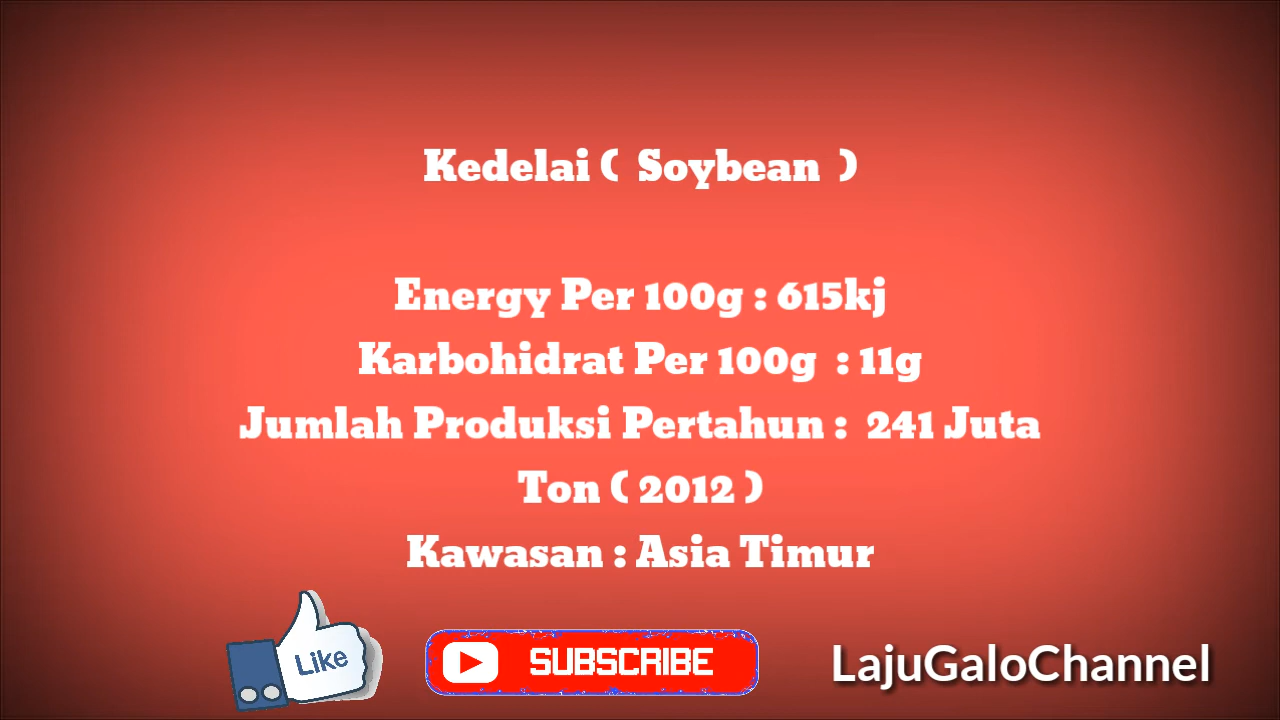 Kedelai ( Soybean )
Energy Per 100g : 615kj
Karbohidrat Per 100g : 11g
Jumlah Produksi Pertahun : 241 Juta
Ton ( 2012 )
Kawasan : Asia Timur
Like
SUBSCRIBE
LajuGaloChannel